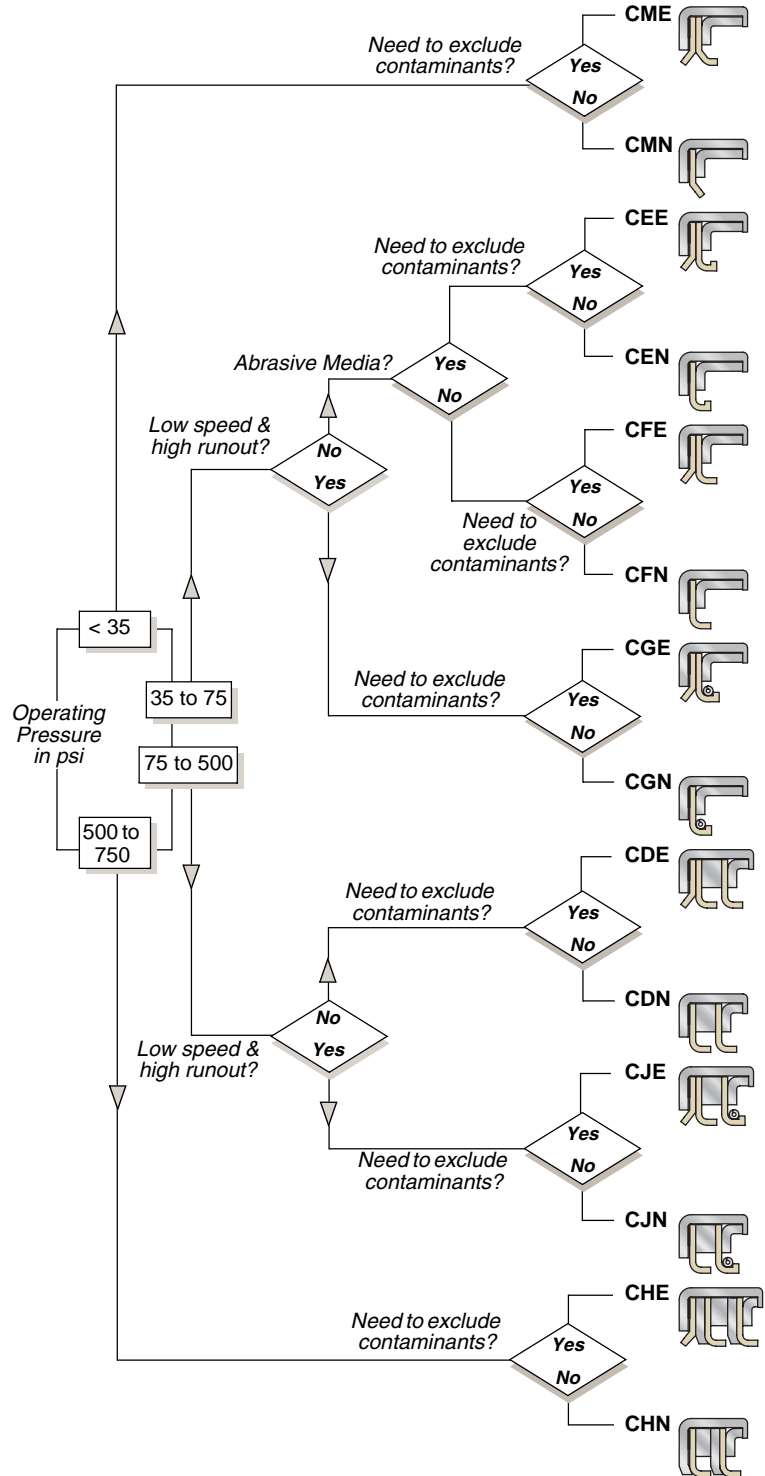 CME
Need to exclude
contaminants?
Yes
No
CMN
CEE
Need to exclude
contaminants?
Yes
No
CEN
Abrasive Media?
Yes
No
Low speed &
high runout?
No
Yes
CFE
Yes
No
Need to
exclude
contaminants?
CFN
< 35
CGE
35 to 75
Need to exclude
contaminants?
Yes
No
Operating
Pressure
in psi
75 to 500
CGN
500 to
750
CDE
Need to exclude
contaminants?
Yes
No
CDN
No
Yes
Low speed &
high runout?
CJE
Yes
No
Need to exclude
contaminants?
CJN
CHE
Need to exclude
contaminants?
Yes
No
CHN